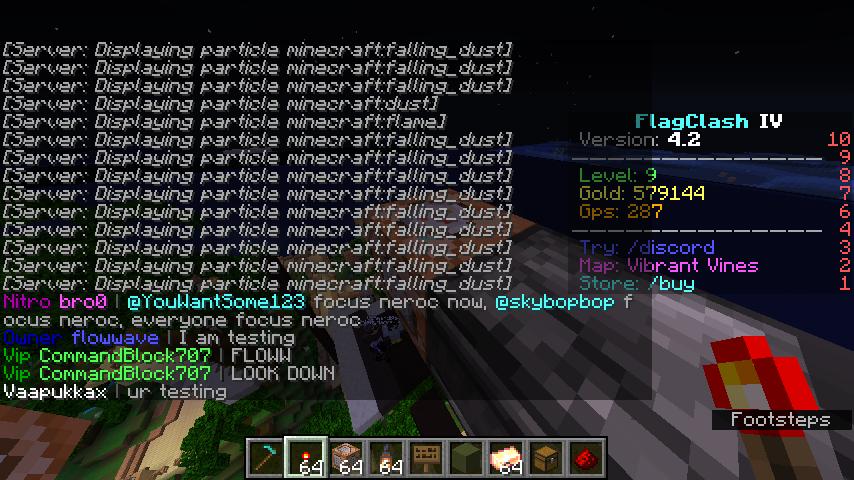 [Server: Displaying particle minecraft:falling_dust]
[Server: Displaying particle minecraft:falling_dust]
[Server: Displaying particle minecraft:falling_dust]
[Server: Displaying particle minecraft:dust]
[Server: Displaying particle minecraft:flame]
[Server: Displaying particle minecraft:falling_dust]
[Server: Displaying particle minecraft:falling_dust]
[Server: Displaying particle minecraft:falling_dust]
[Server: Displaying particle minecraft:falling_dust]
[Server: Displaying particle minecraft:falling_dust]
[Server: Displaying particle minecraft:falling_dust]
[Server: Displaying particle minecraft:falling_dust]
[Server: Displaying particle minecraft:falling_dust]
[Server: Displaying particle minecraft:falling_dust]
Nitro bro0 | @YouWantSome123 focus neroc now, @skybopbop f
ocus neroc, everyone focus neroc
Owner flowwave | I am testing
Vip CommandBlock707 | FLOWW
Vip CommandBlock707 | LOOK DOWN
Vaapukkax | ur testing
FlagClash IV
Version: 4.2 10
9
Level: 9 8
Gold: 579144 7
Gps: 287 6
4
Try: /discord 3
Map: Vibrant Vines 2
Store: /buy 1
Footsteps
64 64 64 64